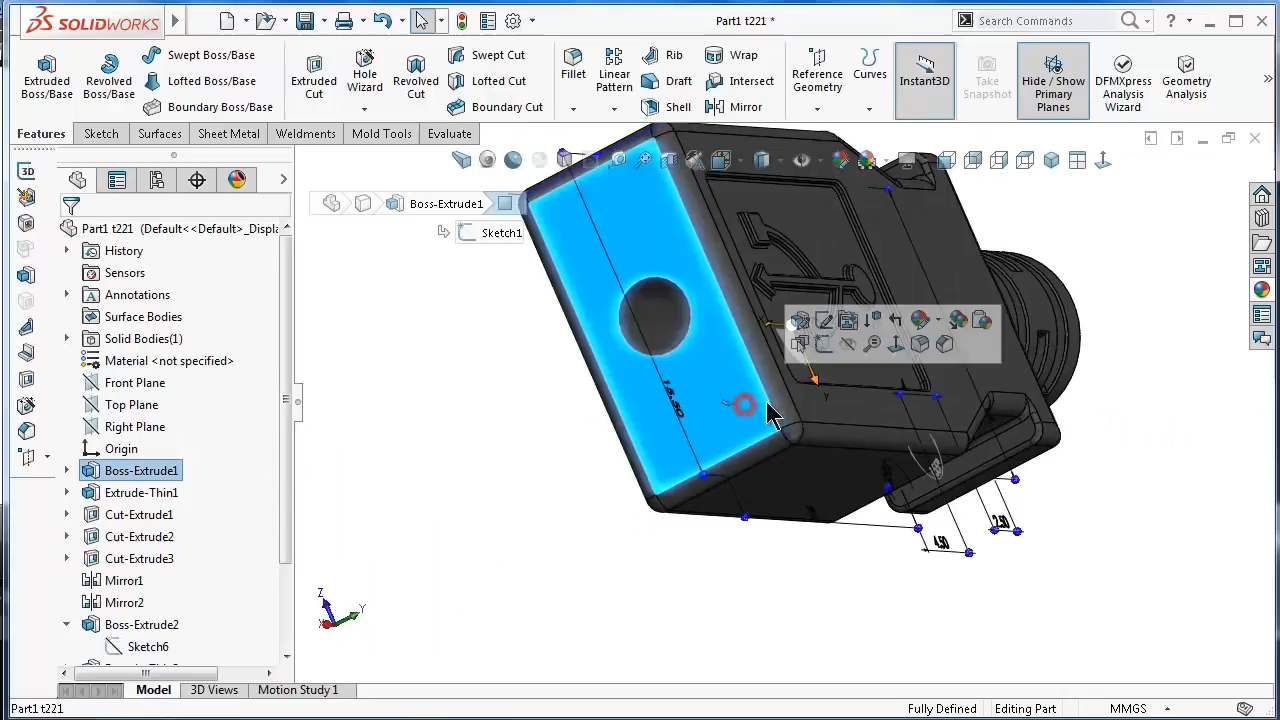 SOLIDWORKS
Part1 t221 *
Search Commands
Extruded Boss/Base
Revolved Boss/Base
Swept Boss/Base
Lofted Boss/Base
Boundary Boss/Base
Extruded Cut
Hole Wizard
Revolved Cut
Swept Cut
Lofted Cut
Boundary Cut
Fillet
Linear Pattern
Rib
Draft
Shell
Wrap
Intersect
Mirror
Reference Geometry
Curves
Instant3D
Take Snapshot
Hide / Show Primary Planes
DFMXpress Analysis Wizard
Geometry Analysis
Features
Sketch
Surfaces
Sheet Metal
Weldments
Mold Tools
Evaluate
Boss-Extrude1
Sketch1
Part1 t221 (Default<<Default>_Displa
History
Sensors
Annotations
Surface Bodies
Solid Bodies(1)
Material <not specified>
Front Plane
Top Plane
Right Plane
Origin
Boss-Extrude1
Extrude-Thin1
Cut-Extrude1
Cut-Extrude2
Cut-Extrude3
Mirror1
Mirror2
Boss-Extrude2
Sketch6
15.50
Y
4.50
2.50
Z
Y
X
Model
3D Views
Motion Study 1
Part1 t221
Fully Defined
Editing Part
MMGS